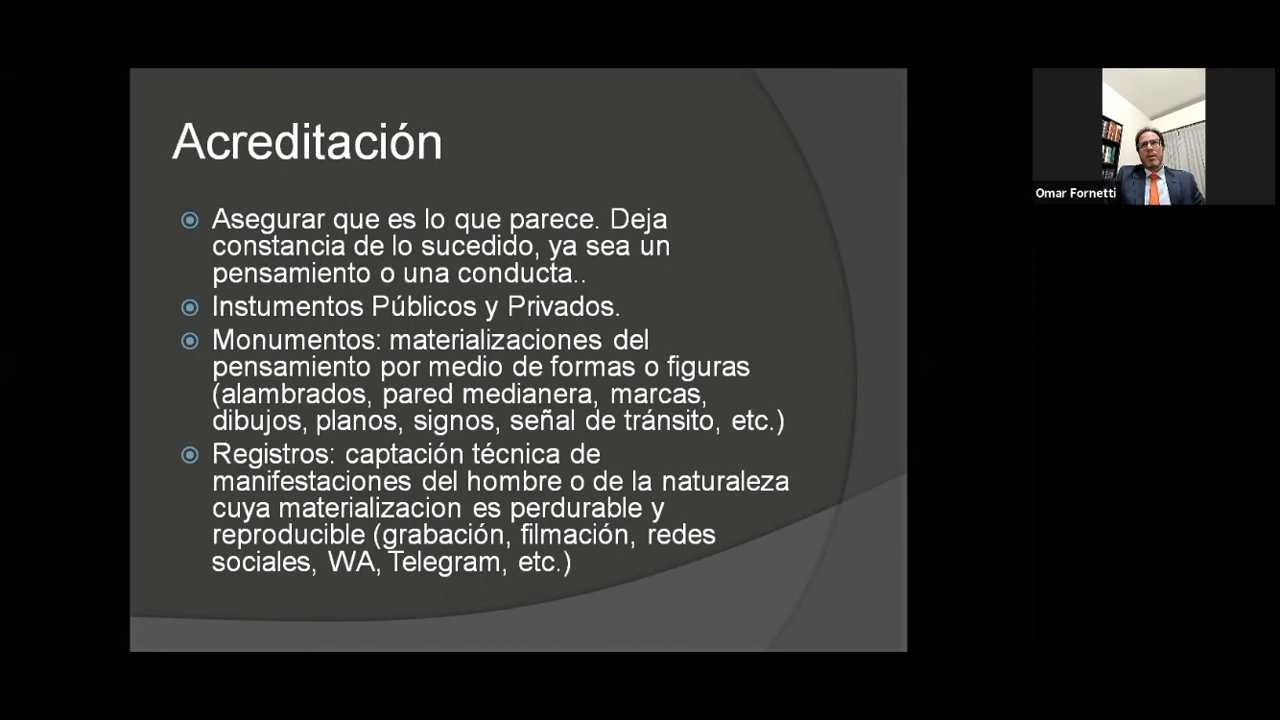 Acreditación
Asegurar que es lo que parece. Deja
constancia de lo sucedido, ya sea un
pensamiento o una conducta..
Instumentos Públicos y Privados.
Monumentos: materializaciones del
pensamiento por medio de formas o figuras
(alambrados, pared medianera, marcas,
dibujos, planos, signos, señal de tránsito, etc.)
Registros: captación técnica de
manifestaciones del hombre o de la naturaleza
cuya materializacion es perdurable y
reproducible (grabación, filmación, redes
sociales, WA, Telegram, etc.)
Omar Fornetti